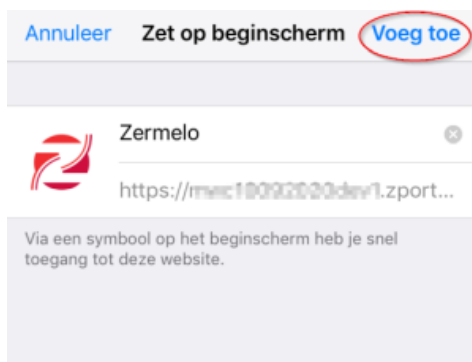 Annuleer Zet op beginscherm Voeg toe
Zermelo
https:// .zport...
Via een symbool op het beginscherm heb je snel
toegang tot deze website.